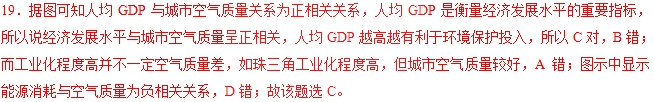 19．据图可知人均 GDP 与城市空气质量关系为正相关关系，人均 GDP 是衡量经济发展水平的重要指标，
所以说经济发展水平与城市空气质量呈正相关，人均 GDP 越高越有利于环境保护投入，所以 C 对，B 错；
而工业化程度高并不一定空气质量差，如珠三角工业化程度高，但城市空气质量较好，A 错；图示中显示
能源消耗与空气质量为负相关关系，D 错；故该题选 C。